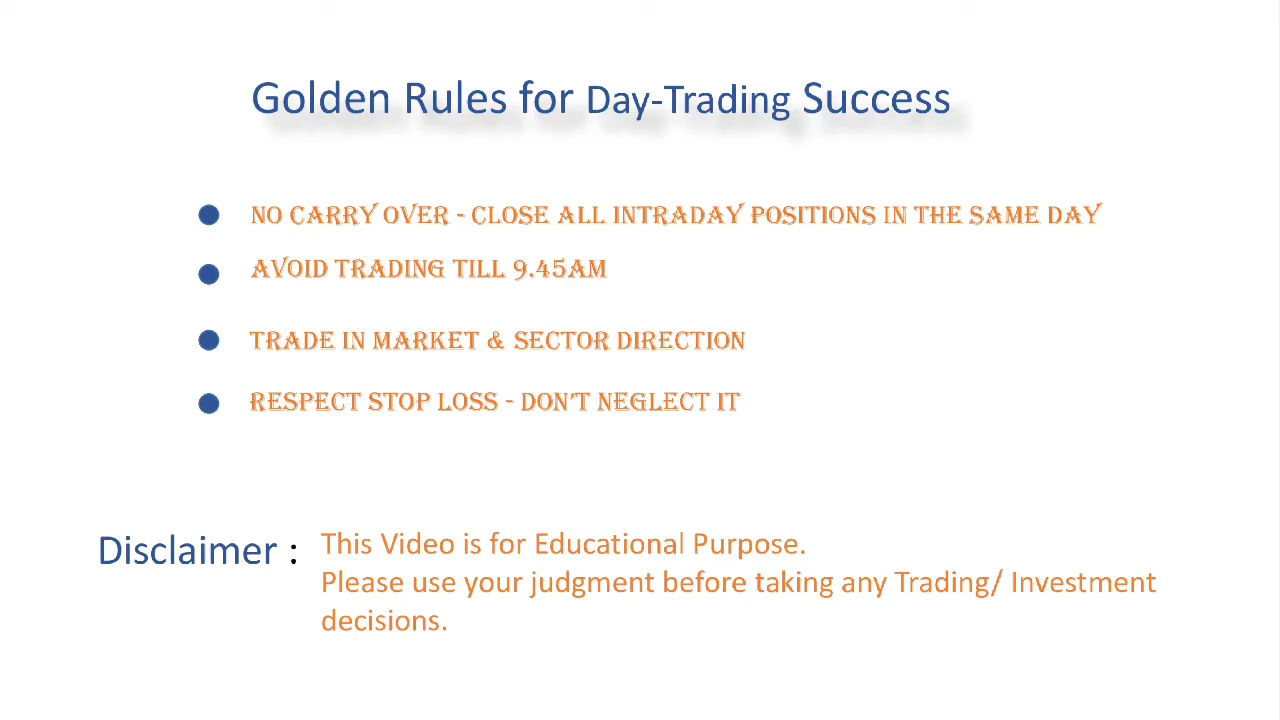 Golden Rules for Day-Trading Success
NO CARRY OVER - CLOSE ALL INTRADAY POSITIONS IN THE SAME DAY
AVOID TRADING TILL 9.45AM
TRADE IN MARKET & SECTOR DIRECTION
RESPECT STOP LOSS - DON'T NEGLECT IT
Disclaimer : This Video is for Educational Purpose.
Please use your judgment before taking any Trading/ Investment
decisions.